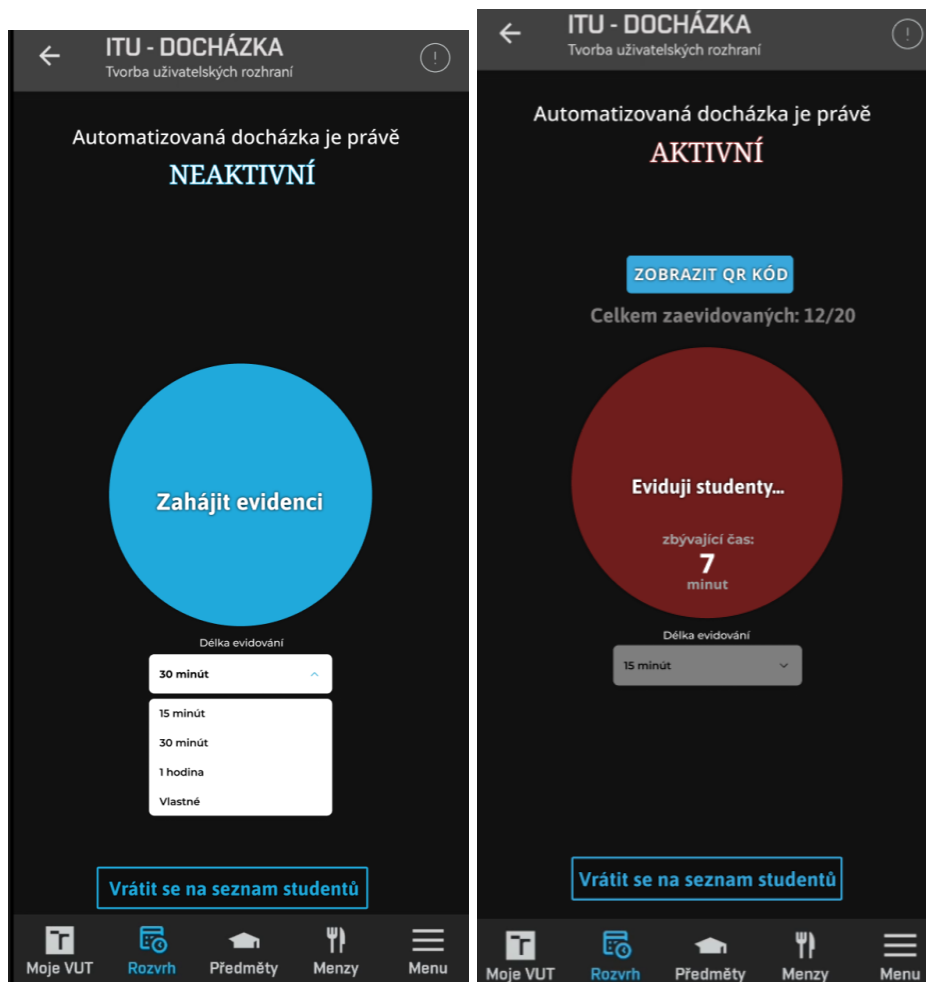 ITU - DOCHÁZKA
Tvorba uživatelských rozhraní
!
Automatizovaná docházka je právě
NEAKTIVNÍ
Zahájit evidenci
Délka evidování
30 minút
15 minút
30 minút
1 hodina
Vlastné
Vrátit se na seznam studentů
Moje VUT
Rozvrh
Předměty
Menzy
Menu
ITU - DOCHÁZKA
Tvorba uživatelských rozhraní
!
Automatizovaná docházka je právě
AKTIVNÍ
ZOBRAZIT QR KÓD
Celkem zaevidovaných: 12/20
Eviduji studenty...
zbývající čas:
7
minut
Délka evidování
15 minút
Vrátit se na seznam studentů
Moje VUT
Rozvrh
Předměty
Menzy
Menu